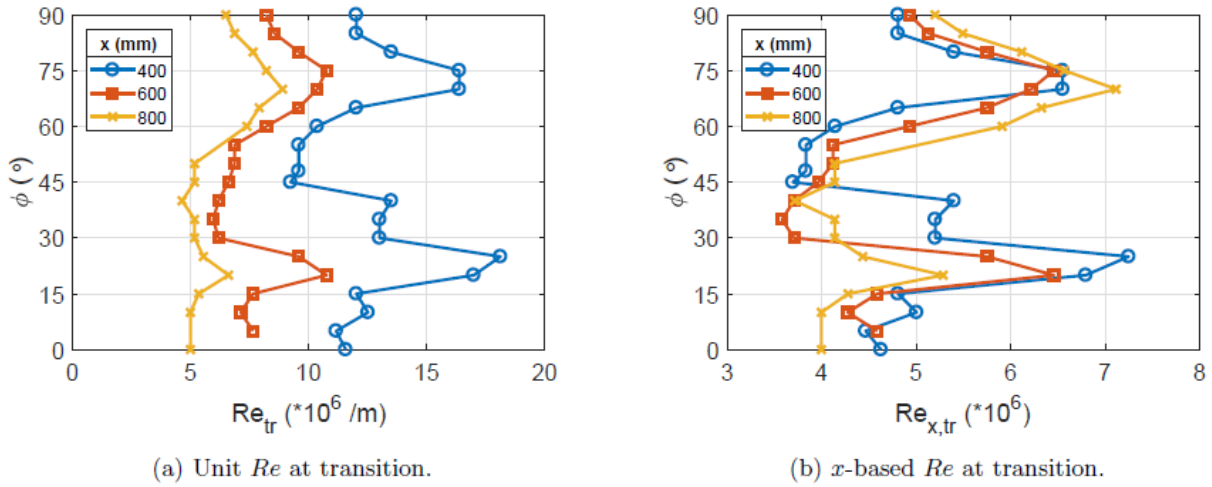 90
75
60
45
30
15
0
ϕ (°)
x (mm)
400
600
800
0 5 10 15 20
Re_tr (*10^6 /m)
(a) Unit Re at transition.
90
75
60
45
30
15
0
ϕ (°)
x (mm)
400
600
800
3 4 5 6 7 8
Re_x,tr (*10^6)
(b) x-based Re at transition.